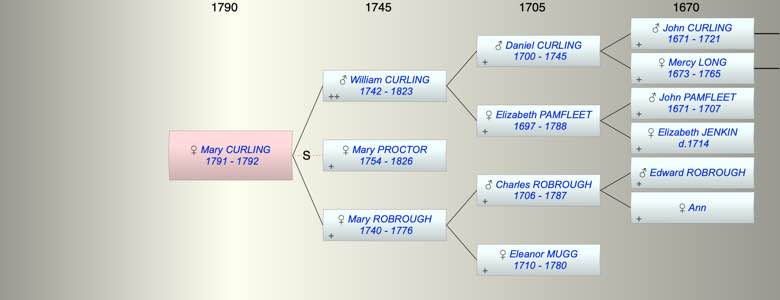 1790 1745 1705 1670
♂ John CURLING
1671 - 1721
+
♂ Daniel CURLING
1700 - 1745
+
♀ Mercy LONG
1673 - 1765
+
♂ William CURLING
1742 - 1823
++
♂ John PAMFLEET
1671 - 1707
+
♀ Elizabeth PAMFLEET
1697 - 1788
+
♀ Elizabeth JENKIN
d.1714
+
♀ Mary CURLING
1791 - 1792
S
♀ Mary PROCTOR
1754 - 1826
+
♂ Edward ROBROUGH
+
♂ Charles ROBROUGH
1706 - 1787
+
♀ Ann
♀ Mary ROBROUGH
1740 - 1776
+
♀ Eleanor MUGG
1710 - 1780
+